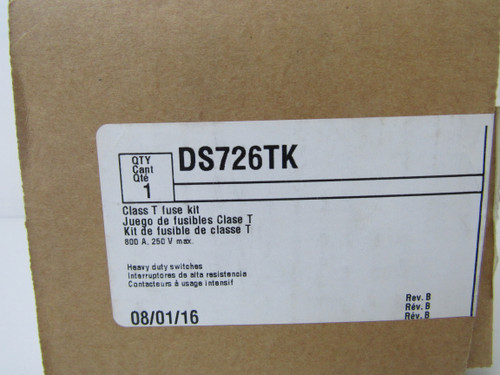 QTY
Cant
Qté
1
DS726TK
Class T fuse kit
Juego de fusibles Clase T
Kit de fusible de classe T
800 A, 250 V max.
Heavy duty switches
Interruptores de alta resistencia
Contacteurs à usage intensif
08/01/16
Rev. B
Rév. B
Rév. B